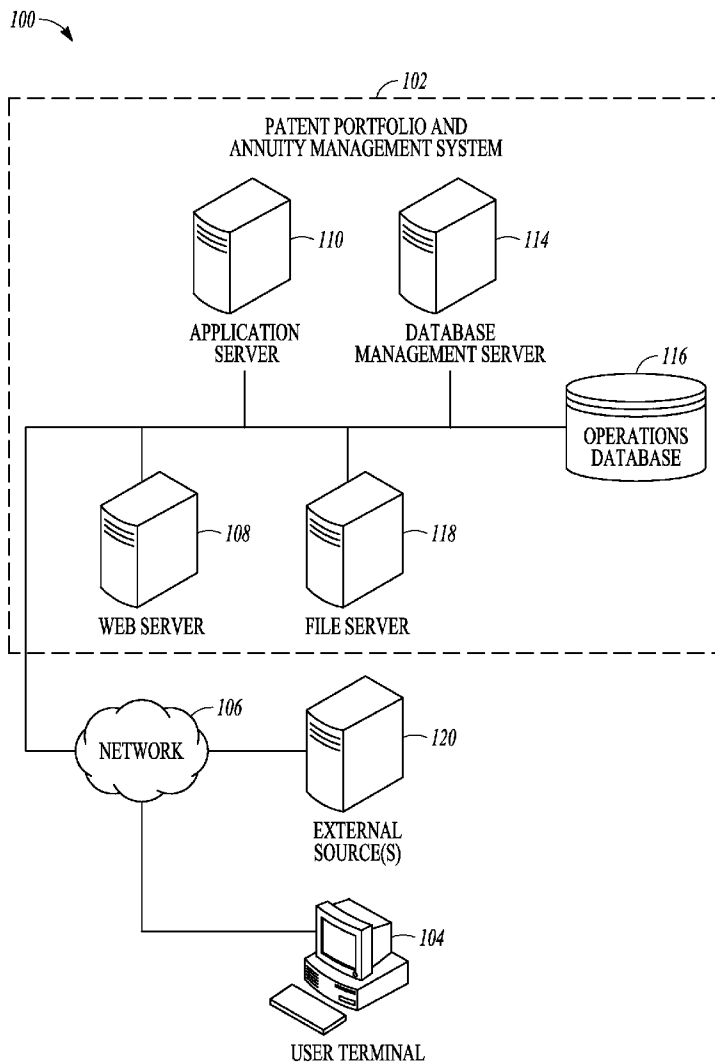 100
102
PATENT PORTFOLIO AND
ANNUITY MANAGEMENT SYSTEM
110
114
APPLICATION
SERVER
DATABASE
MANAGEMENT SERVER
116
OPERATIONS
DATABASE
108
118
WEB SERVER
FILE SERVER
106
NETWORK
120
EXTERNAL
SOURCE(S)
104
USER TERMINAL